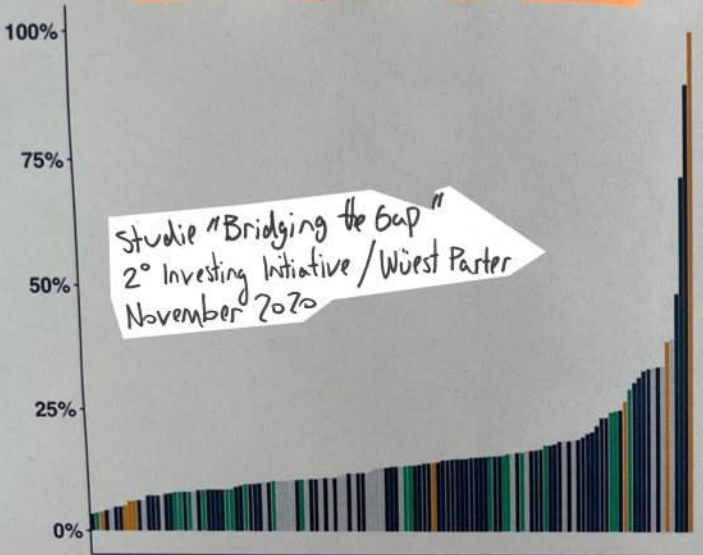 100%
75%
Studie "Bridging the Gap"
2° Investing Initiative / Wüest Parter
50%
November 2020
25%
0%